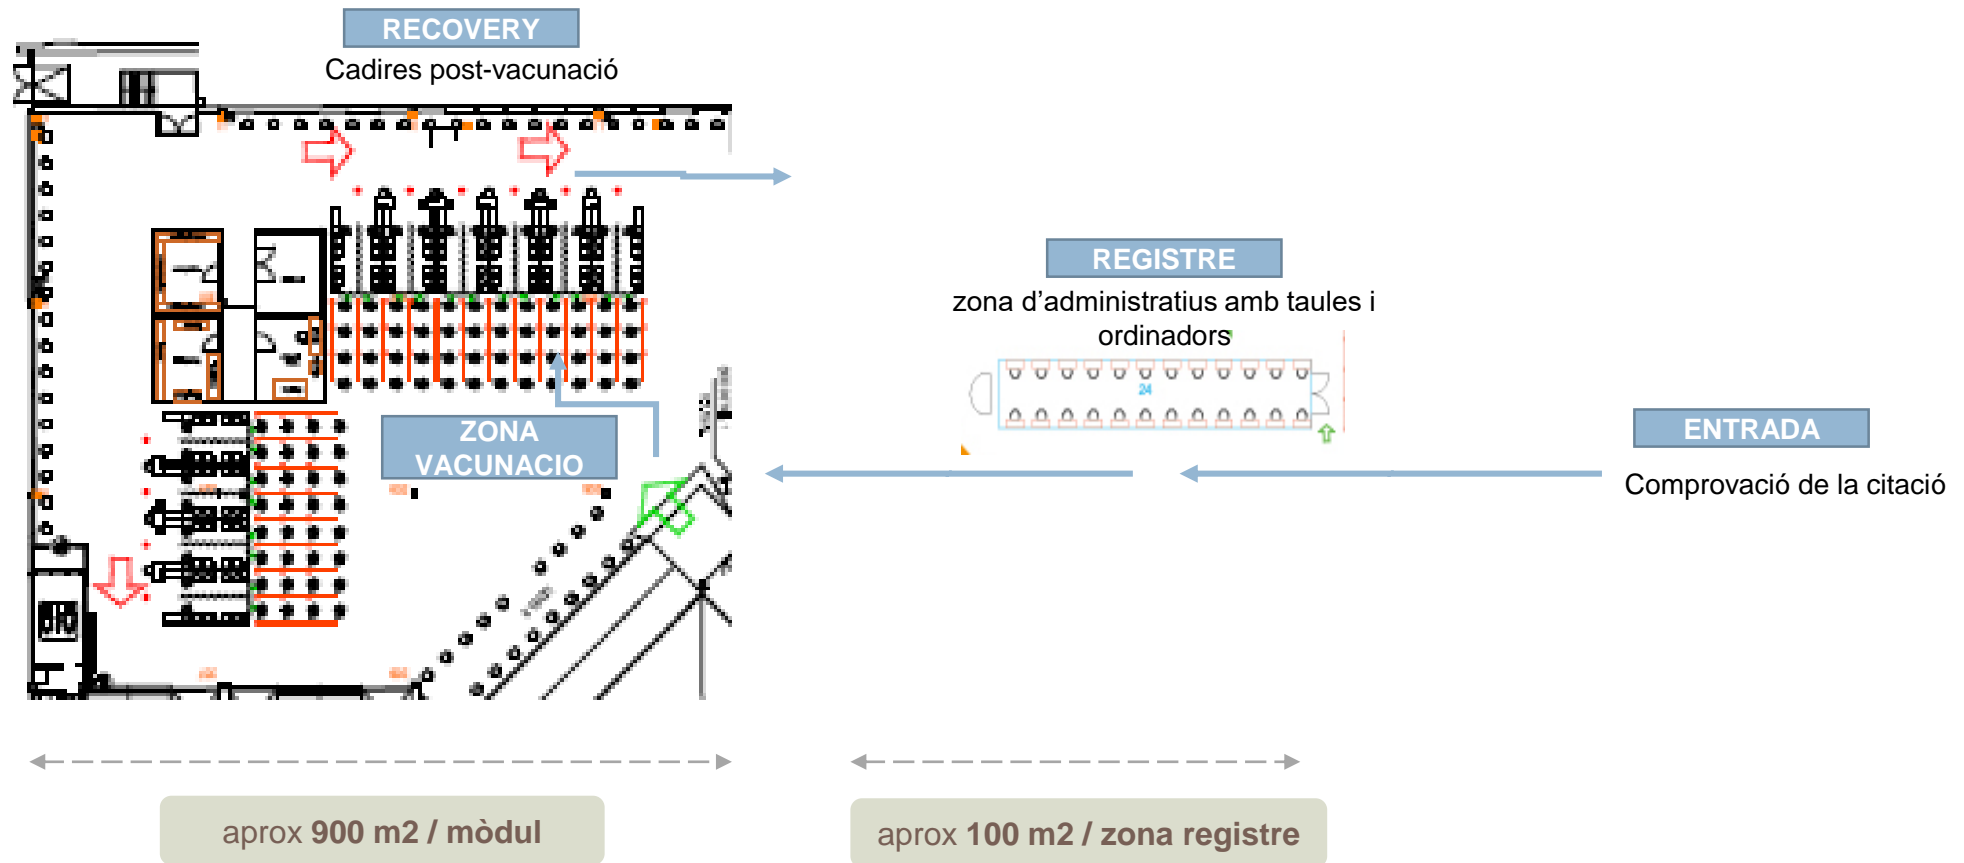 RECOVERY
Cadires post-vacunació
REGISTRE
zona d’administratius amb taules i
ordinadors
24
ZONA
VACUNACIO
ENTRADA
Comprovació de la citació
aprox 900 m2 / mòdul
aprox 100 m2 / zona registre